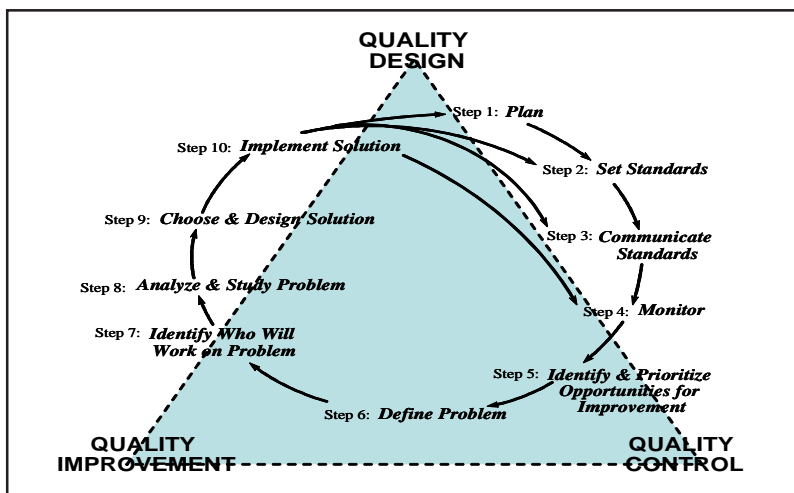 QUALITY
DESIGN
Step 1: Plan
Step 2: Set Standards
Step 3: Communicate
Standards
Step 4: Monitor
Step 5: Identify & Prioritize
Opportunities for
Improvement
Step 6: Define Problem
Step 7: Identify Who Will
Work on Problem
Step 8: Analyze & Study Problem
Step 9: Choose & Design Solution
Step 10: Implement Solution
QUALITY
IMPROVEMENT
QUALITY
CONTROL